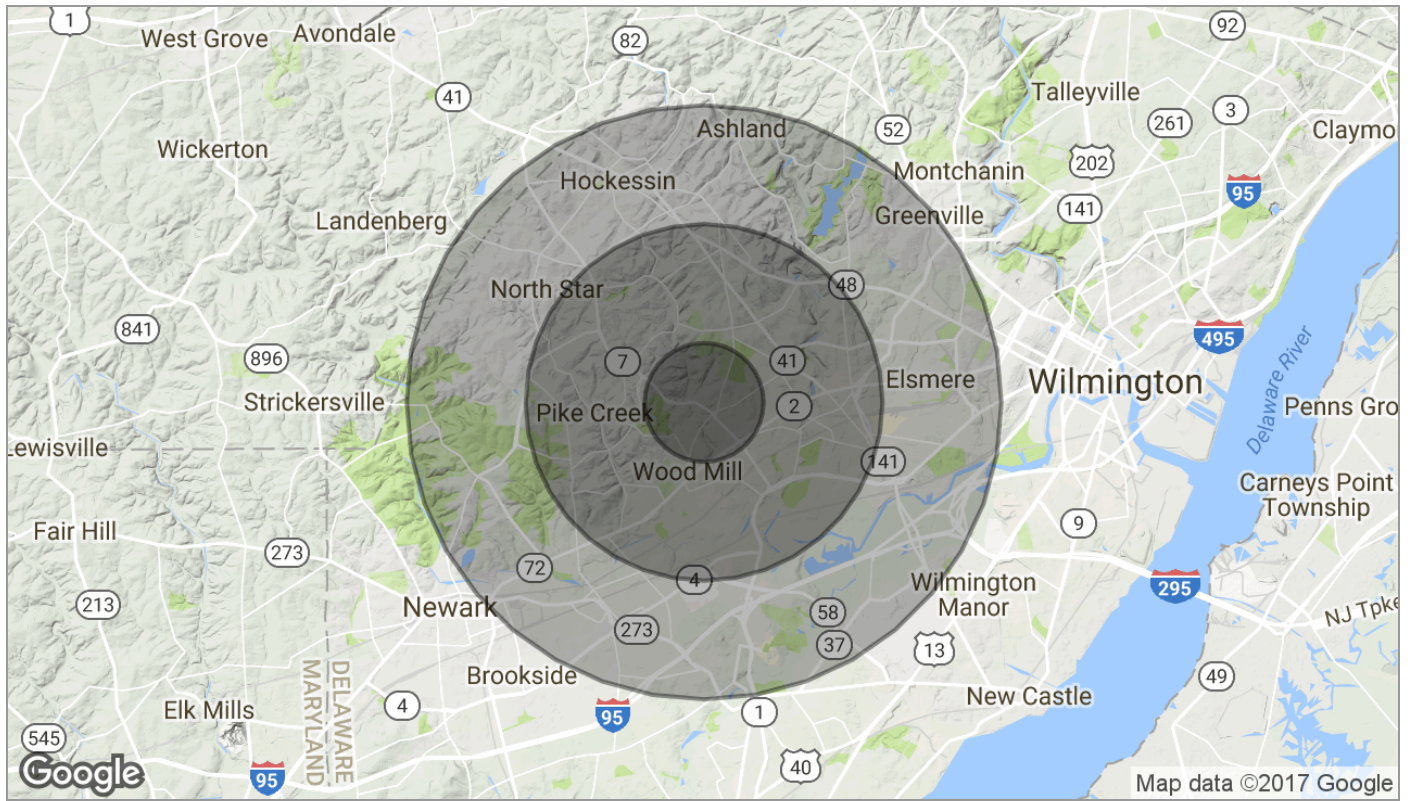 1
West Grove
Avondale
82
92
41
Talleyville
3
261
Claymo
Ashland
52
Wickerton
202
Montchanin
Hockessin
95
141
Landenberg
Greenville
North Star
48
841
Delaware River
495
896
7
41
Elsmere
Wilmington
Strickersville
Pike Creek
2
Penns Gro
Lewisville
Wood Mill
141
Carneys Point
Township
Fair Hill
9
273
72
4
Wilmington
Manor
295
213
Newark
58
NJ Tpke
273
37
13
Brookside
DELAWARE
MARYLAND
49
New Castle
Elk Mills
4
95
1
545
40
Google
95
Map data ©2017 Google